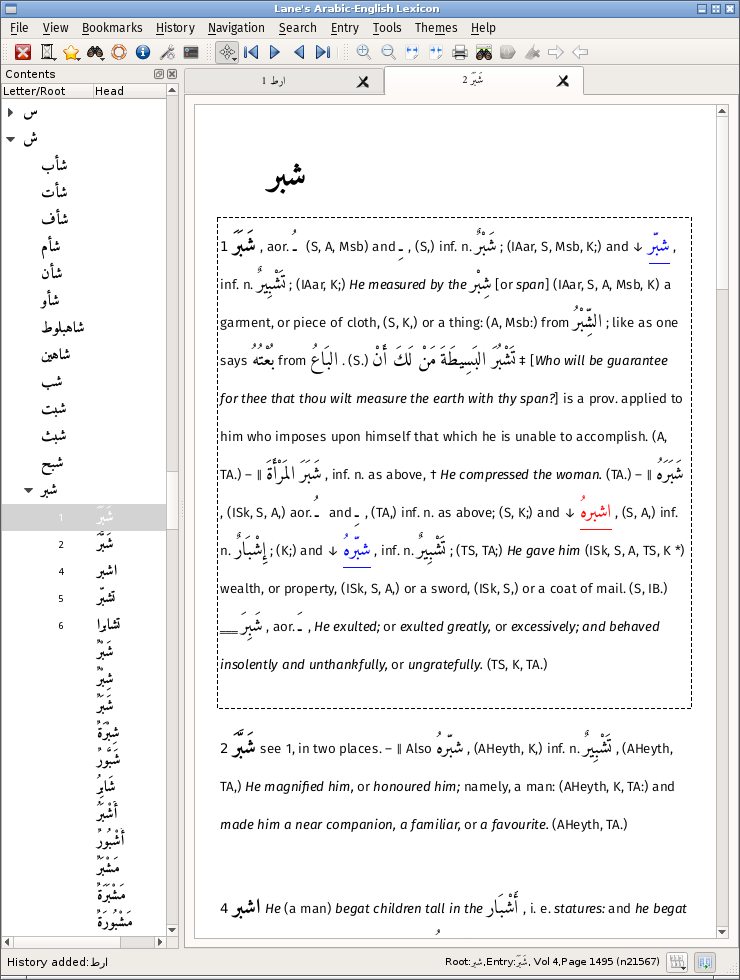 Lane's Arabic-English Lexicon
File View Bookmarks History Navigation Search Entry Tools Themes Help
Contents
Letter/Root Head
س
ش
شأب
شأت
شأف
شأم
شأن
شأو
شاهبلوط
شاهين
شب
شبت
شبث
شبح
شبر
1 شَبَرَ
2 شَبَّرَ
4 اشبر
5 تشبّر
6 تشابرا
شَبْرٌ
شِبْرٌ
شَبَرٌ
شِبْرَةٌ
شَبُّورٌ
شَابِرٌ
أَشْبَرُ
أُشْبُورٌ
مَشْبَرٌ
مَشْبَرَةٌ
مَشْبُورَةٌ
1 ارط
2 شَبَرَ
شبر
1 شَبَرَ , aor. ـُ (S, A, Msb) and ـِ , (S,) inf. n. شَبْرٌ ; (IAar, S, Msb, K;) and ↓ شبّر ,
inf. n. تَشْبِيرٌ ; (IAar, K;) He measured by the شِبْر [or span] (IAar, S, A, Msb, K) a
garment, or piece of cloth, (S, K,) or a thing: (A, Msb:) from الشِّبْرُ ; like as one
says بُعْتُهُ from البَاعُ . (S.) تَشْبُرَ البَسِيطَةَ مَنْ لَكَ أَنْ ‡ [Who will be guarantee
for thee that thou wilt measure the earth with thy span?] is a prov. applied to
him who imposes upon himself that which he is unable to accomplish. (A,
TA.) – ‖ شَبَرَ المَرْأَةَ , inf. n. as above, † He compressed the woman. (TA.) – ‖ شَبَرَهُ
, (ISk, S, A,) aor. ـُ and ـِ , (TA,) inf. n. as above; (S, K;) and ↓ اشبرهُ , (S, A,) inf.
n. إِشْبَارٌ ; (K;) and ↓ شبّرهُ , inf. n. تَشْبِيرٌ ; (TS, TA;) He gave him (ISk, S, A, TS, K *)
wealth, or property, (ISk, S, A,) or a sword, (ISk, S,) or a coat of mail. (S, IB.)
__ شَبِرَ , aor. ـَ , He exulted; or exulted greatly, or excessively; and behaved
insolently and unthankfully, or ungratefully. (TS, K, TA.)
2 شَبَّرَ see 1, in two places. – ‖ Also شبّرهُ , (AHeyth, K,) inf. n. تَشْبِيرٌ , (AHeyth,
TA,) He magnified him, or honoured him; namely, a man: (AHeyth, K, TA:) and
made him a near companion, a familiar, or a favourite. (AHeyth, TA.)
4 اشبر He (a man) begat children tall in the أَشْبَار , i. e. statures: and he begat
History added:ارط
Root:شبر,Entry:شَبَرَ, Vol 4,Page 1495 (n21567)